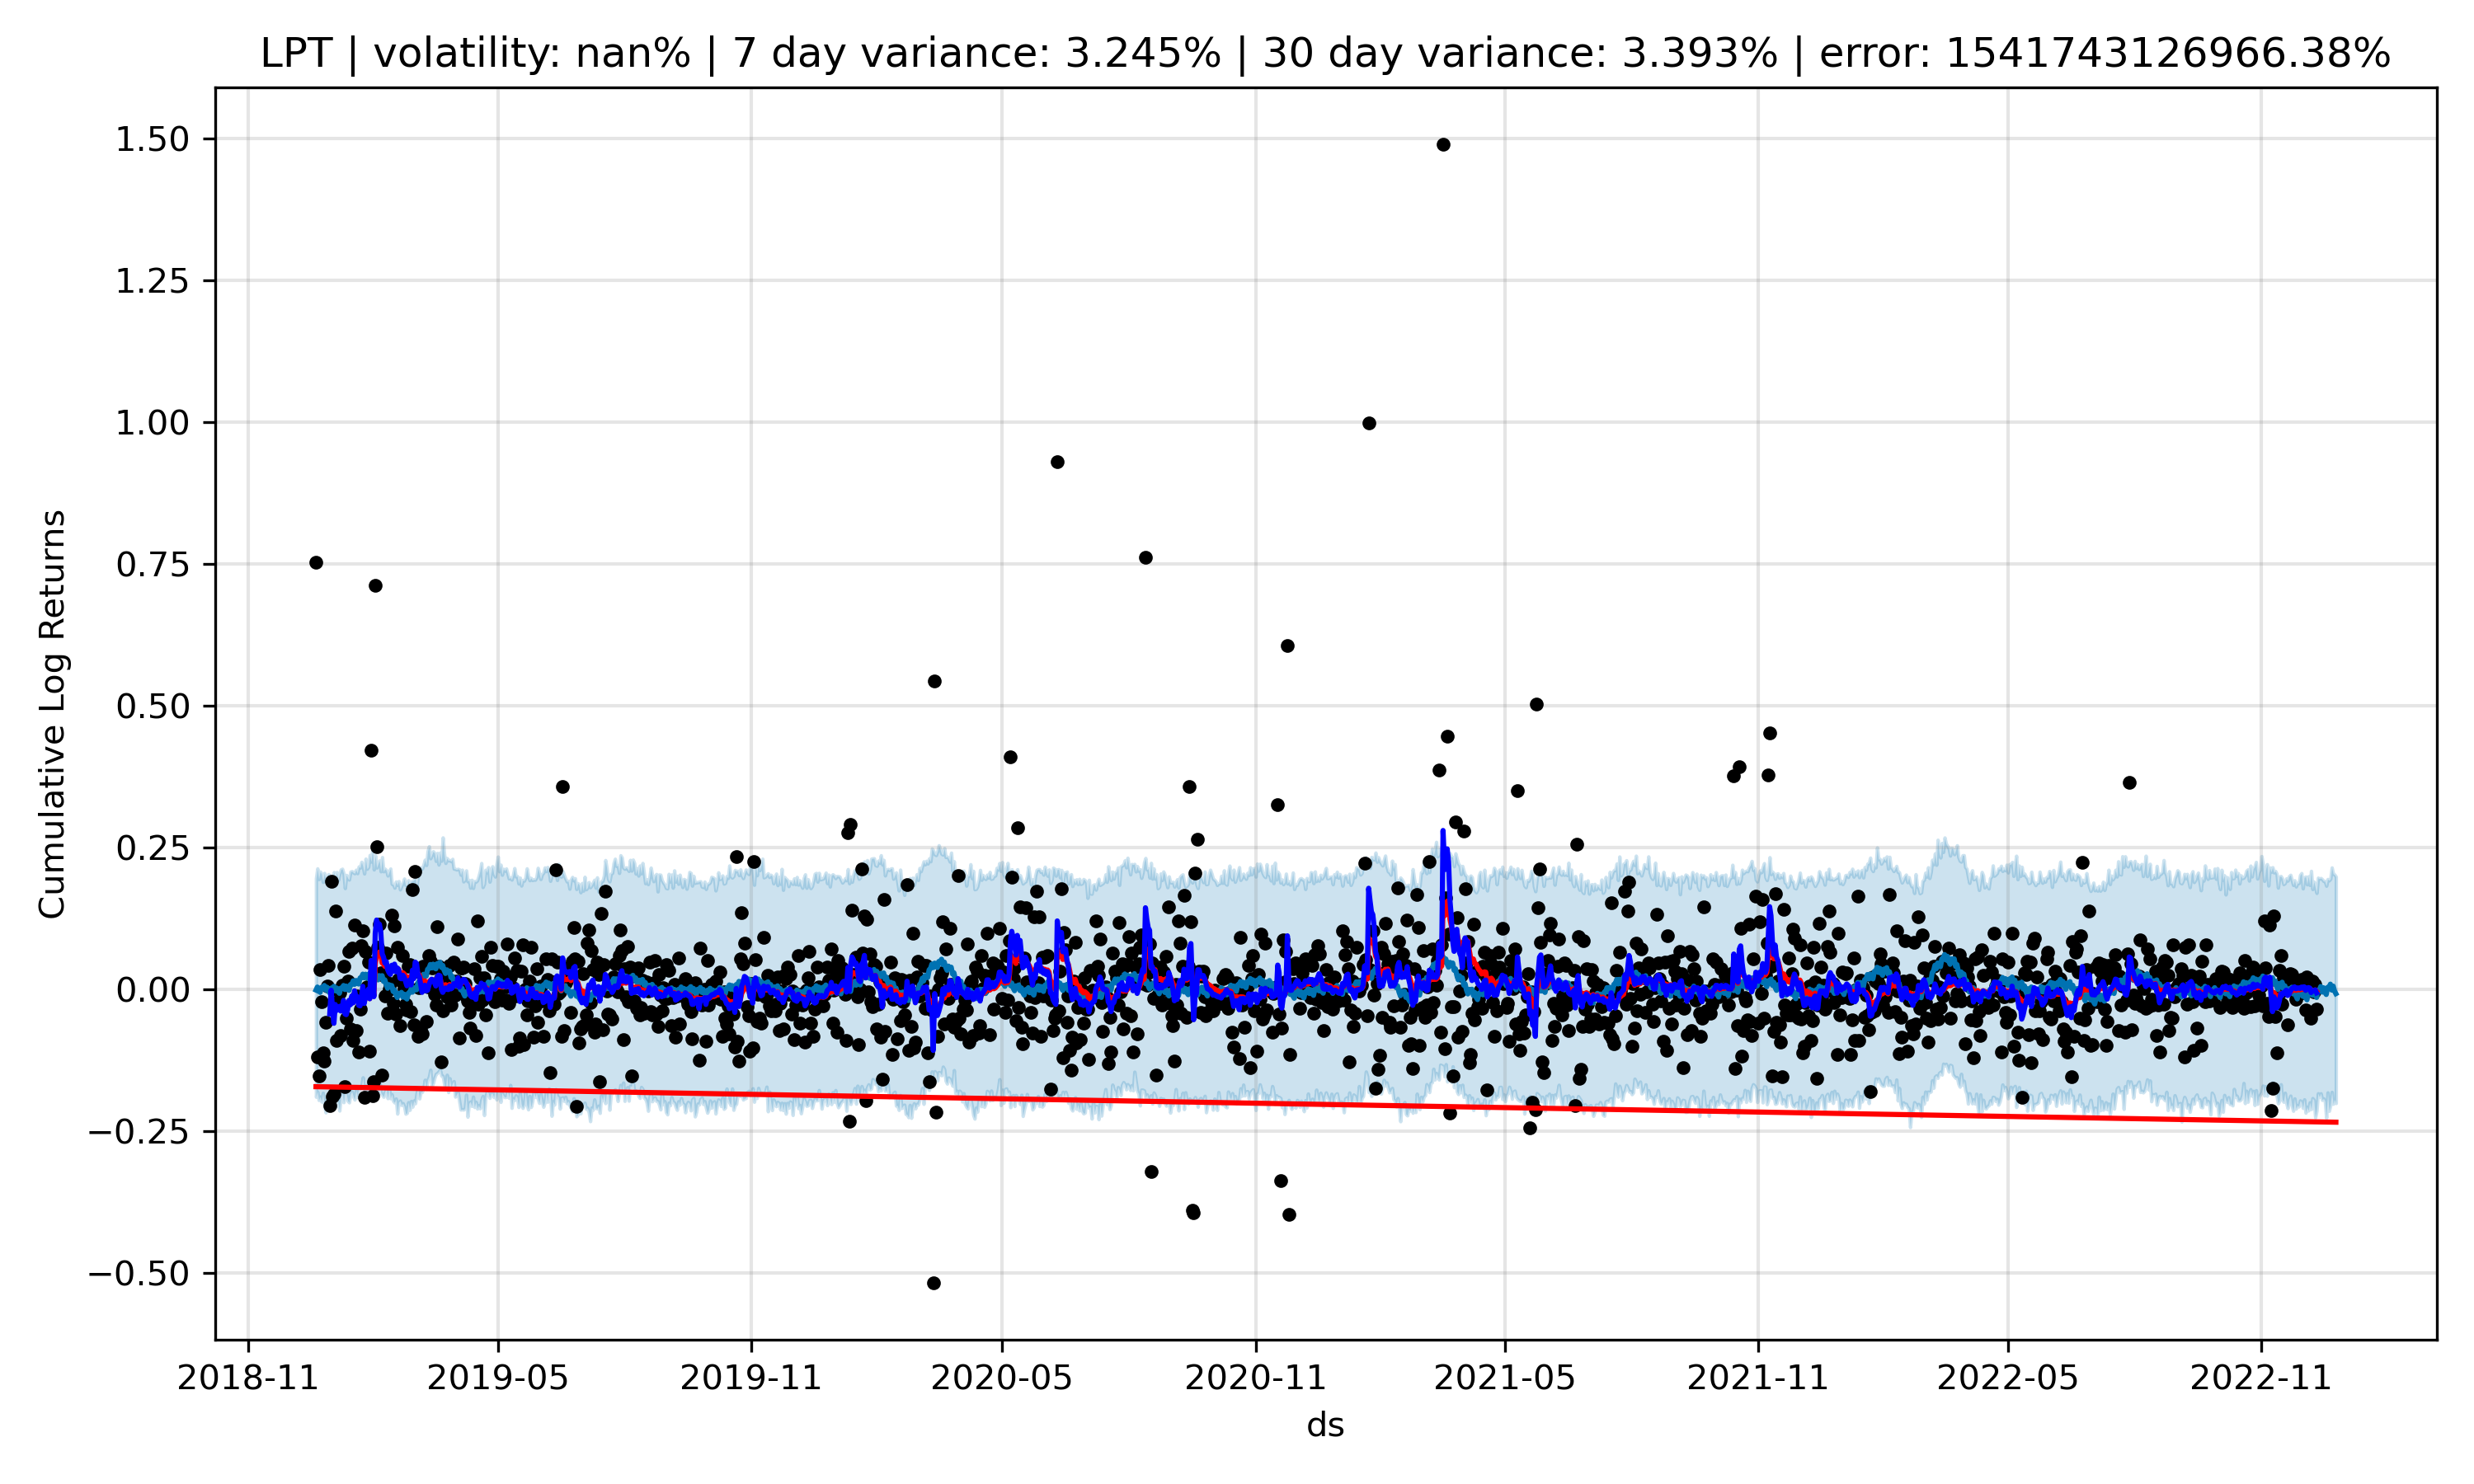 LPT | volatility: nan% | 7 day variance: 3.245% | 30 day variance: 3.393% | error: 1541743126966.38%
Cumulative Log Returns
1.50
1.25
1.00
0.75
0.50
0.25
0.00
−0.25
−0.50
2018-11 2019-05 2019-11 2020-05 2020-11 2021-05 2021-11 2022-05 2022-11
ds